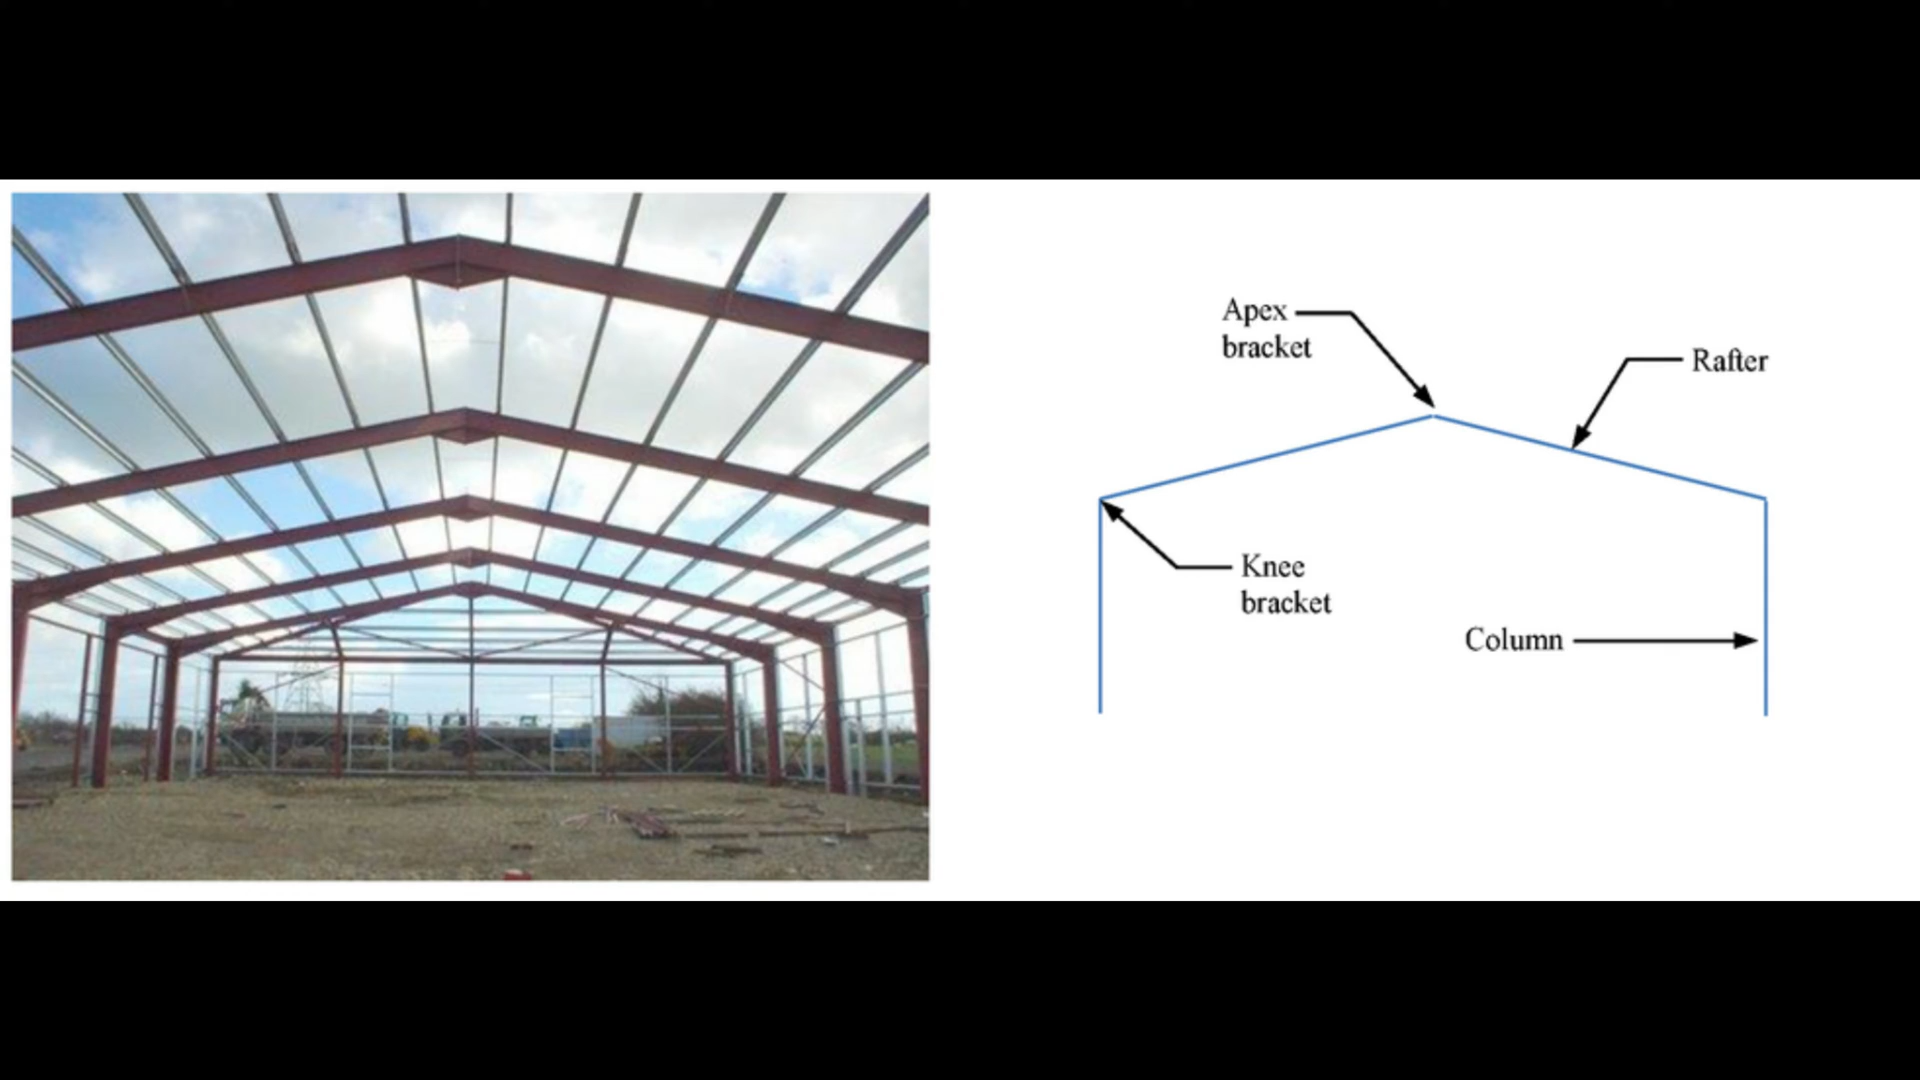 Apex
bracket
Rafter
Knee
bracket
Column